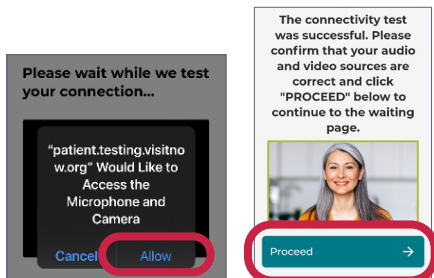 Please wait while we test
your connection...
"patient.testing.visitno
w.org" Would Like to
Access the
Microphone and
Camera
Cancel
Allow
The connectivity test
was successful. Please
confirm that your audio
and video sources are
correct and click
"PROCEED" below to
continue to the waiting
page.
Proceed